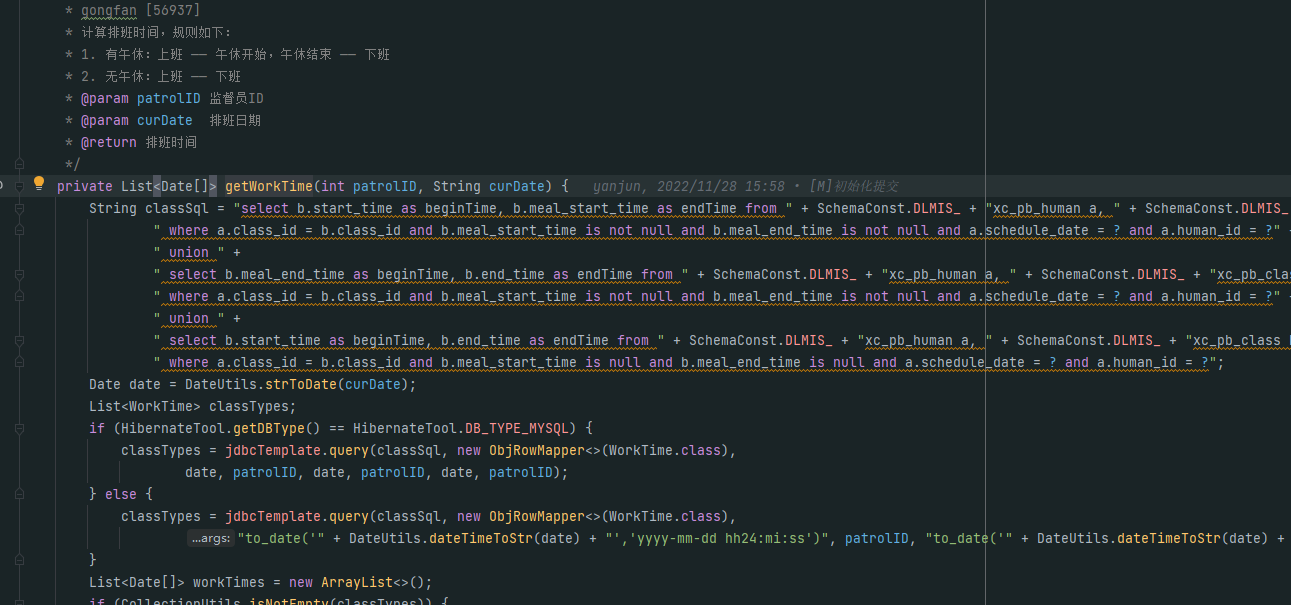 * gongfan [56937]
* 计算排班时间，规则如下：
* 1. 有午休：上班 —— 午休开始，午休结束 —— 下班
* 2. 无午休：上班 —— 下班
* @param patrolID 监督员ID
* @param curDate  排班日期
* @return 排班时间
*/
private List<Date[]> getWorkTime(int patrolID, String curDate) {   yanjun, 2022/11/28 15:58 · [M]初始化提交
String classSql = "select b.start_time as beginTime, b.meal_start_time as endTime from " + SchemaConst.DLMIS_ + "xc_pb_human a, " + SchemaConst.DLMIS_
" where a.class_id = b.class_id and b.meal_start_time is not null and b.meal_end_time is not null and a.schedule_date = ? and a.human_id = ?" +
" union " +
" select b.meal_end_time as beginTime, b.end_time as endTime from " + SchemaConst.DLMIS_ + "xc_pb_human a, " + SchemaConst.DLMIS_ + "xc_pb_clas
" where a.class_id = b.class_id and b.meal_start_time is not null and b.meal_end_time is not null and a.schedule_date = ? and a.human_id = ?" +
" union " +
" select b.start_time as beginTime, b.end_time as endTime from " + SchemaConst.DLMIS_ + "xc_pb_human a, " + SchemaConst.DLMIS_ + "xc_pb_class b
" where a.class_id = b.class_id and b.meal_start_time is null and b.meal_end_time is null and a.schedule_date = ? and a.human_id = ?";
Date date = DateUtils.strToDate(curDate);
List<WorkTime> classTypes;
if (HibernateTool.getDBType() == HibernateTool.DB_TYPE_MYSQL) {
classTypes = jdbcTemplate.query(classSql, new ObjRowMapper<>(WorkTime.class),
date, patrolID, date, patrolID, date, patrolID);
} else {
classTypes = jdbcTemplate.query(classSql, new ObjRowMapper<>(WorkTime.class),
...args: "to_date('" + DateUtils.dateTimeToStr(date) + "','yyyy-mm-dd hh24:mi:ss')", patrolID, "to_date('" + DateUtils.dateTimeToStr(date) +
}
List<Date[]> workTimes = new ArrayList<>();
if (CollectionUtils.isNotEmpty(classTypes)) {